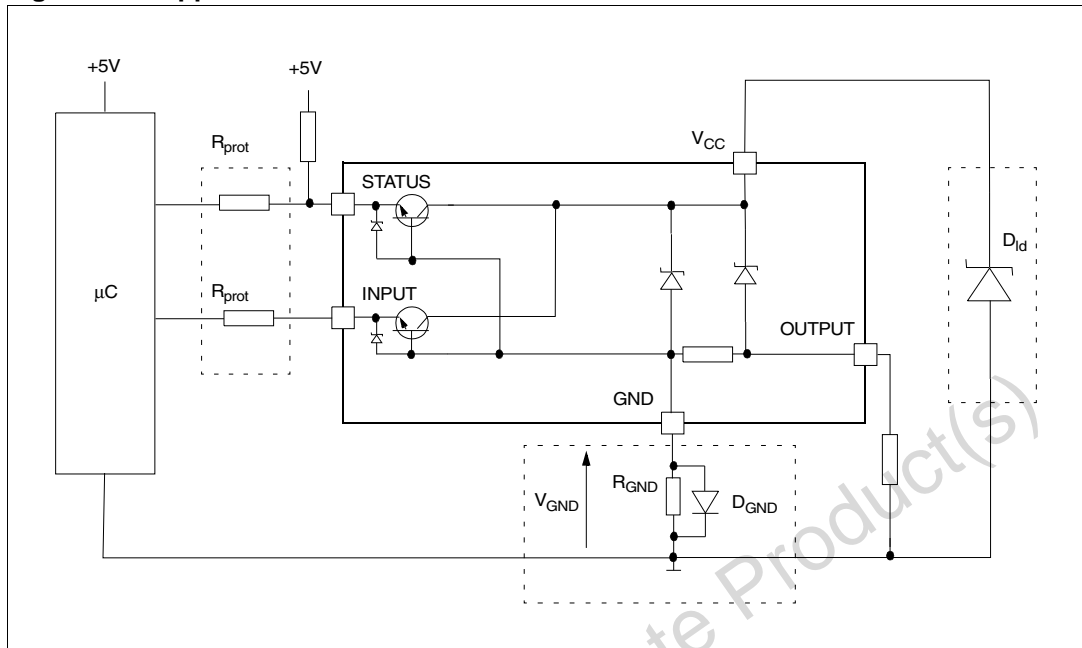 +5V
+5V
R_prot
V_CC
STATUS
D_ld
μC
R_prot
INPUT
OUTPUT
GND
R_GND
V_GND
D_GND
te Product(s)